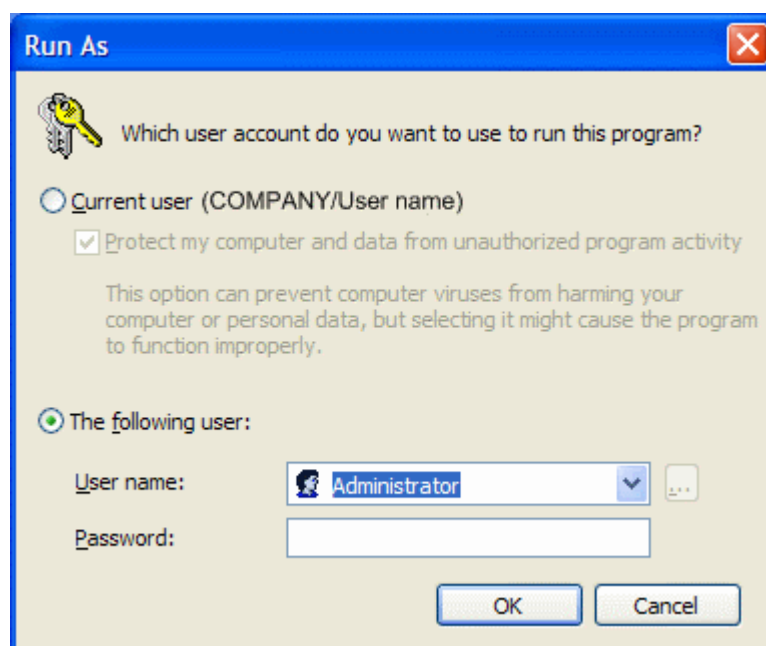 Run As
Which user account do you want to use to run this program?
Current user (COMPANY/User name)
Protect my computer and data from unauthorized program activity
This option can prevent computer viruses from harming your
computer or personal data, but selecting it might cause the program
to function improperly.
The following user:
User name: Administrator ...
Password:
OK Cancel